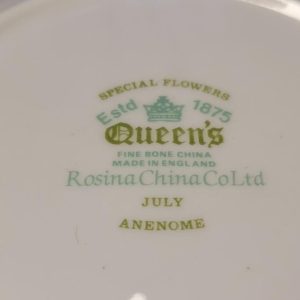 SPECIAL FLOWERS
Estd 1875
Queen's
FINE BONE CHINA
MADE IN ENGLAND
Rosina China Co Ltd
JULY
ANENOME